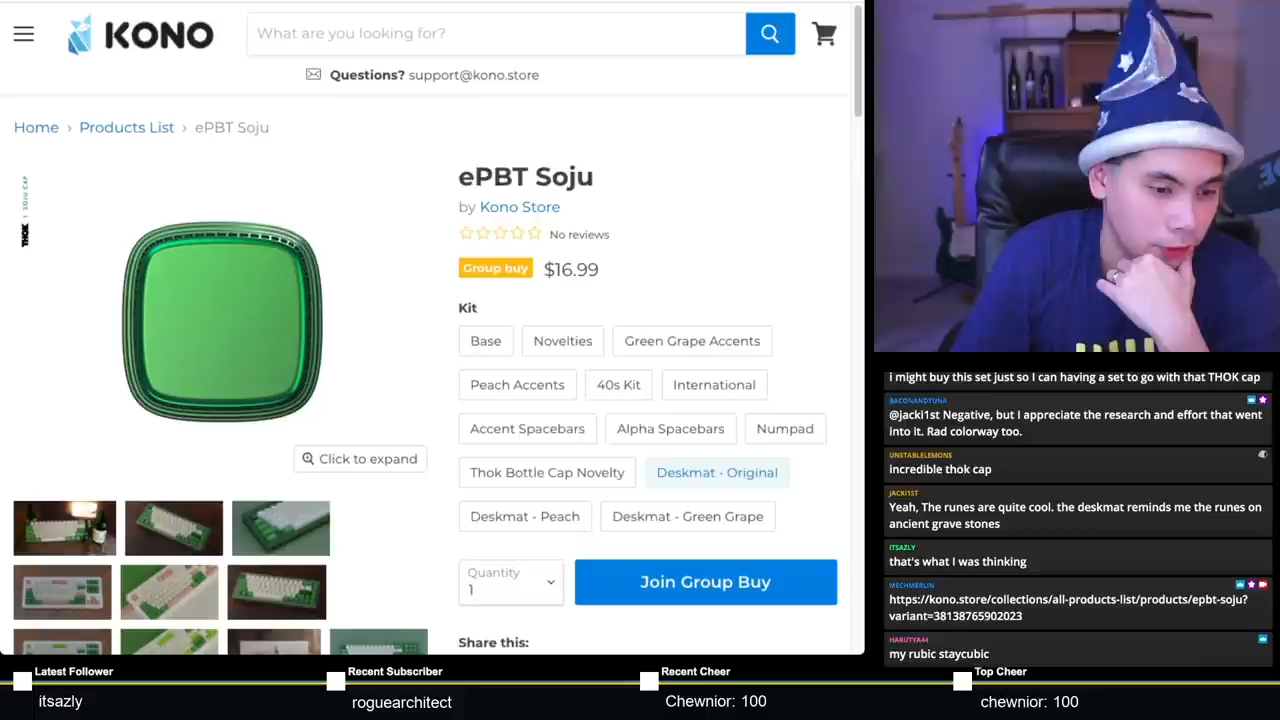 KONO
What are you looking for?
Questions? support@kono.store
Home › Products List › ePBT Soju
THOK | SOJU CAP
ePBT Soju
by Kono Store
No reviews
Group buy $16.99
Kit
Base
Novelties
Green Grape Accents
Peach Accents
40s Kit
International
Accent Spacebars
Alpha Spacebars
Numpad
Thok Bottle Cap Novelty
Deskmat - Original
Deskmat - Peach
Deskmat - Green Grape
Click to expand
Quantity
1
Join Group Buy
Share this:
i might buy this set just so I can having a set to go with that THOK cap
BACONANDTUNA
@jacki1st Negative, but I appreciate the research and effort that went
into it. Rad colorway too.
UNSTABLELEMONS
incredible thok cap
JACKI1ST
Yeah, The runes are quite cool. the deskmat reminds me the runes on
ancient grave stones
ITSAZLY
that's what I was thinking
MECHMERLIN
https://kono.store/collections/all-products-list/products/epbt-soju?
variant=38138765902023
HARUTYA44
my rubic staycubic
Latest Follower
itsazly
Recent Subscriber
roguearchitect
Recent Cheer
Chewnior: 100
Top Cheer
chewnior: 100